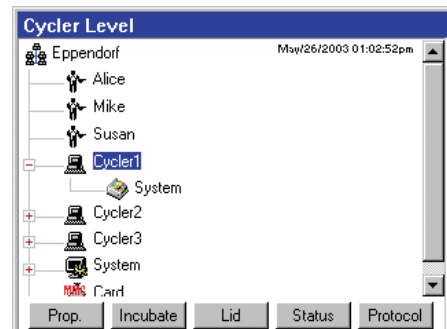 Cycler Level
Eppendorf
May/26/2003 01:02:52pm
Alice
Mike
Susan
Cycler1
System
Cycler2
Cycler3
System
Card
Prop. Incubate Lid Status Protocol